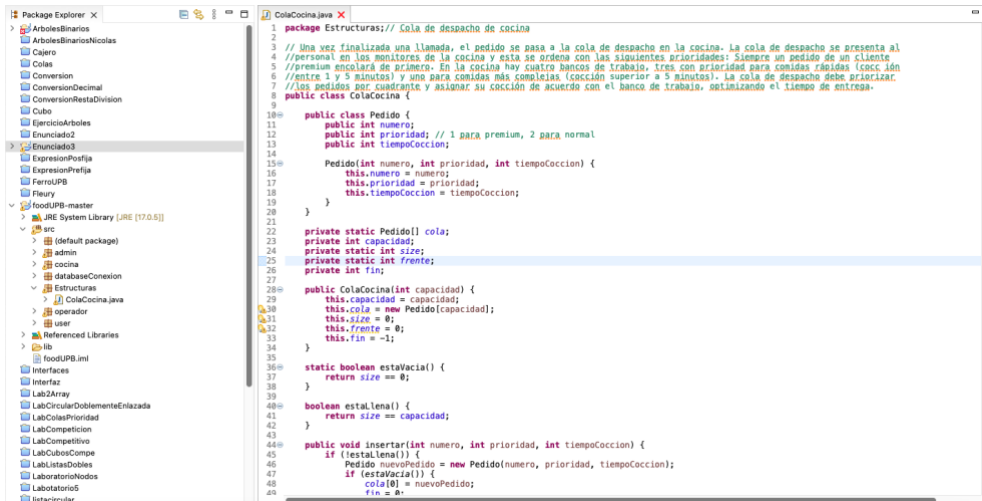 Package Explorer
ArbolesBinarios
ArbolesBinariosNicolas
Cajero
Colas
Conversion
ConversionDecimal
ConversionRestaDivision
Cubo
EjercicioArboles
Enunciado2
Enunciado3
ExpresionPosfija
ExpresionPrefija
FerroUPB
Fleury
foodUPB-master
JRE System Library [JRE [17.0.5]]
src
(default package)
admin
cocina
databaseConexion
Estructuras
ColaCocina.java
operador
user
Referenced Libraries
lib
foodUPB.iml
Interfaces
Interfaz
Lab2Array
LabCircularDoblementeEnlazada
LabColasPrioridad
LabCompeticion
LabCompetitivo
LabCubosCompe
LabListasDobles
LaboratorioNodos
Labotatorio5
listacircular
ColaCocina.java
1 package Estructuras;// Cola de despacho de cocina
2
3 // Una vez finalizada una llamada, el pedido se pasa a la cola de despacho en la cocina. La cola de despacho se presenta al
4 //personal en los monitores de la cocina y esta se ordena con las siguientes prioridades: Siempre un pedido de un cliente
5 //premium encolará de primero. En la cocina hay cuatro bancos de trabajo, tres con prioridad para comidas rápidas (cocc ión
6 //entre 1 y 5 minutos) y uno para comidas más complejas (cocción superior a 5 minutos). La cola de despacho debe priorizar
7 //los pedidos por cuadrante y asignar su cocción de acuerdo con el banco de trabajo, optimizando el tiempo de entrega.
8 public class ColaCocina {
9
10 public class Pedido {
11 public int numero;
12 public int prioridad; // 1 para premium, 2 para normal
13 public int tiempoCoccion;
14
15 Pedido(int numero, int prioridad, int tiempoCoccion) {
16 this.numero = numero;
17 this.prioridad = prioridad;
18 this.tiempoCoccion = tiempoCoccion;
19 }
20 }
21
22 private static Pedido[] cola;
23 private int capacidad;
24 private static int size;
25 private static int frente;
26 private int fin;
27
28 public ColaCocina(int capacidad) {
29 this.capacidad = capacidad;
30 this.cola = new Pedido[capacidad];
31 this.size = 0;
32 this.frente = 0;
33 this.fin = -1;
34 }
35
36 static boolean estaVacia() {
37 return size == 0;
38 }
39
40 boolean estaLlena() {
41 return size == capacidad;
42 }
43
44 public void insertar(int numero, int prioridad, int tiempoCoccion) {
45 if (!estaLlena()) {
46 Pedido nuevoPedido = new Pedido(numero, prioridad, tiempoCoccion);
47 if (estaVacia()) {
48 cola[0] = nuevoPedido;
49 fin = 0;